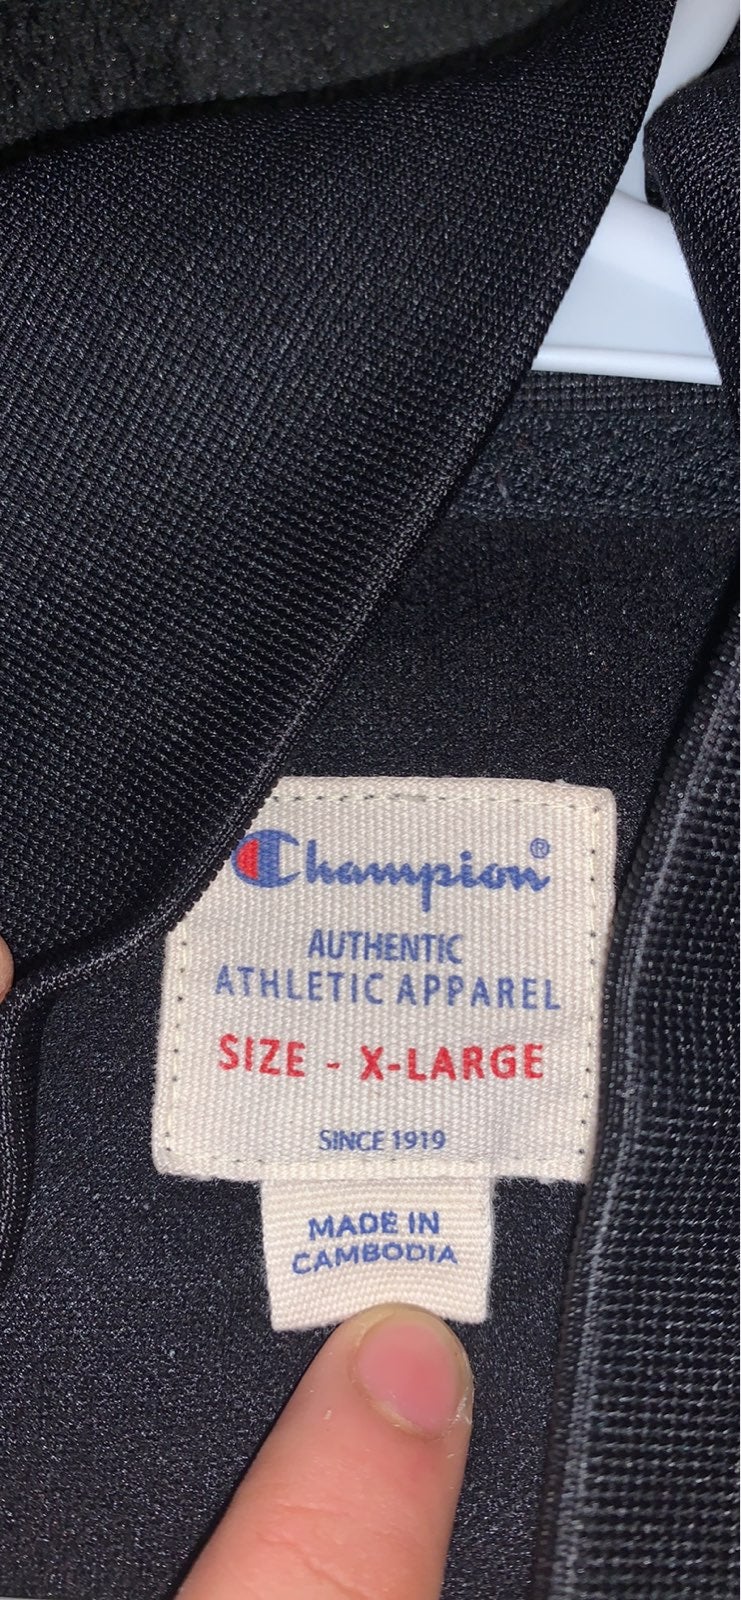 Champion®
AUTHENTIC
ATHLETIC APPAREL
SIZE - X-LARGE
SINCE 1919
MADE IN
CAMBODIA